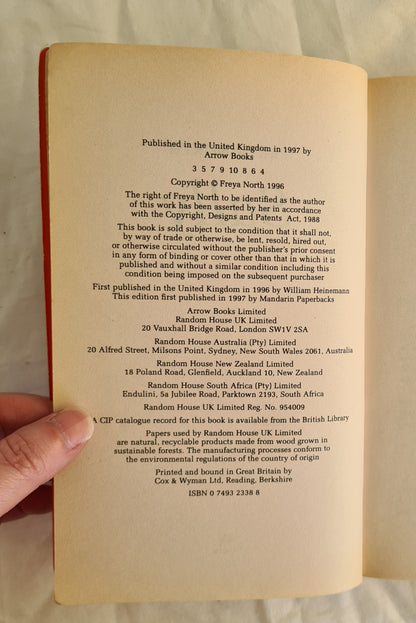 Published in the United Kingdom in 1997 by
Arrow Books
3 5 7 9 10 8 6 4
Copyright © Freya North 1996
The right of Freya North to be identified as the author
of this work has been asserted by her in accordance
with the Copyright, Designs and Patents Act, 1988
This book is sold subject to the condition that it shall not,
by way of trade or otherwise, be lent, resold, hired out,
or otherwise circulated without the publisher's prior consent
in any form of binding or cover other than that in which it is
published and without a similar condition including this
condition being imposed on the subsequent purchaser
First published in the United Kingdom in 1996 by William Heinemann
This edition first published in 1997 by Mandarin Paperbacks
Arrow Books Limited
Random House UK Limited
20 Vauxhall Bridge Road, London SW1V 2SA
Random House Australia (Pty) Limited
20 Alfred Street, Milsons Point, Sydney, New South Wales 2061, Australia
Random House New Zealand Limited
18 Poland Road, Glenfield, Auckland 10, New Zealand
Random House South Africa (Pty) Limited
Endulini, 5a Jubilee Road, Parktown 2193, South Africa
Random House UK Limited Reg. No. 954009
A CIP catalogue record for this book is available from the British Library
Papers used by Random House UK Limited
are natural, recyclable products made from wood grown in
sustainable forests. The manufacturing processes conform to
the environmental regulations of the country of origin
Printed and bound in Great Britain by
Cox & Wyman Ltd, Reading, Berkshire
ISBN 0 7493 2338 8